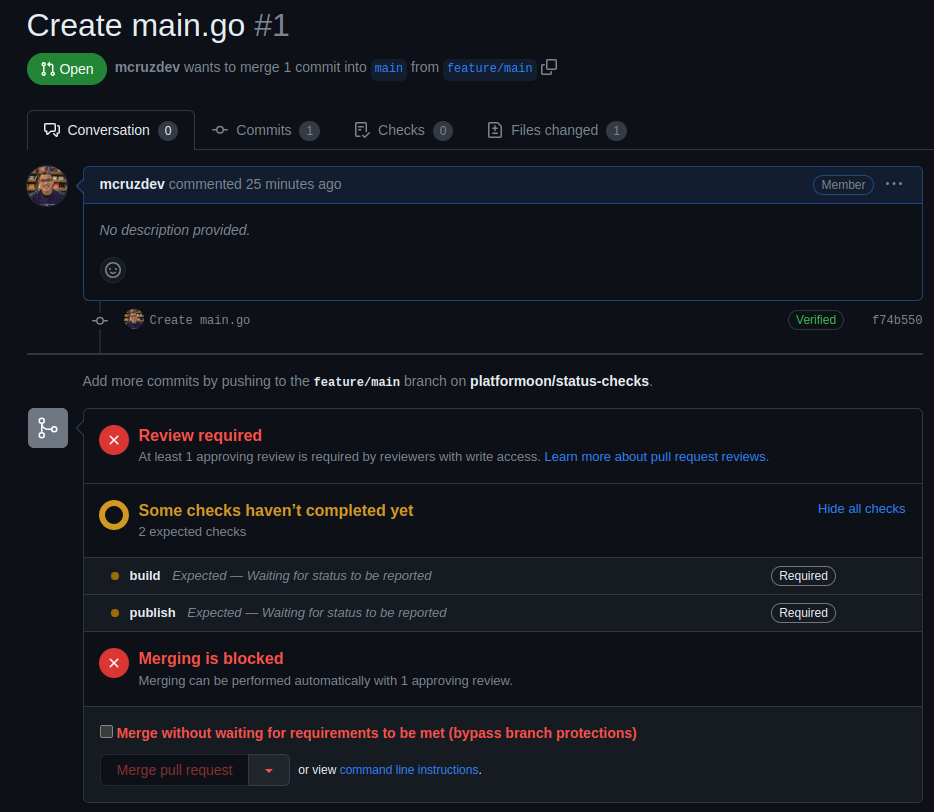 Create main.go #1
Open mcruzdev wants to merge 1 commit into main from feature/main
Conversation 0 Commits 1 Checks 0 Files changed 1
mcruzdev commented 25 minutes ago Member
No description provided.
Create main.go Verified f74b550
Add more commits by pushing to the feature/main branch on platformoon/status-checks.
Review required
At least 1 approving review is required by reviewers with write access. Learn more about pull request reviews.
Some checks haven’t completed yet Hide all checks
2 expected checks
build Expected — Waiting for status to be reported Required
publish Expected — Waiting for status to be reported Required
Merging is blocked
Merging can be performed automatically with 1 approving review.
Merge without waiting for requirements to be met (bypass branch protections)
Merge pull request or view command line instructions.